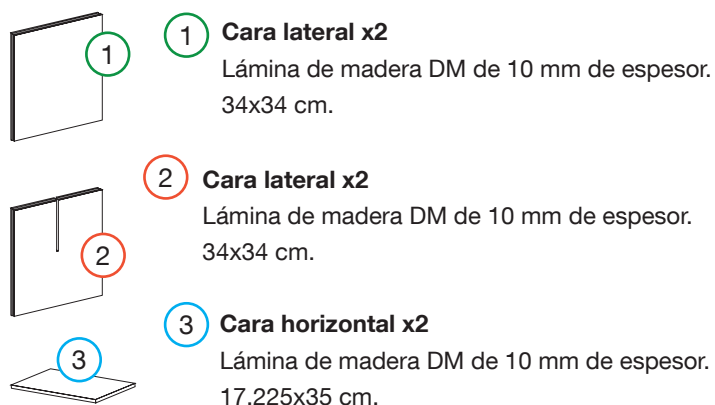 1 1 Cara lateral x2
Lámina de madera DM de 10 mm de espesor.
34x34 cm.
2 Cara lateral x2
Lámina de madera DM de 10 mm de espesor.
2 34x34 cm.
3 Cara horizontal x2
3 Lámina de madera DM de 10 mm de espesor.
17,225x35 cm.